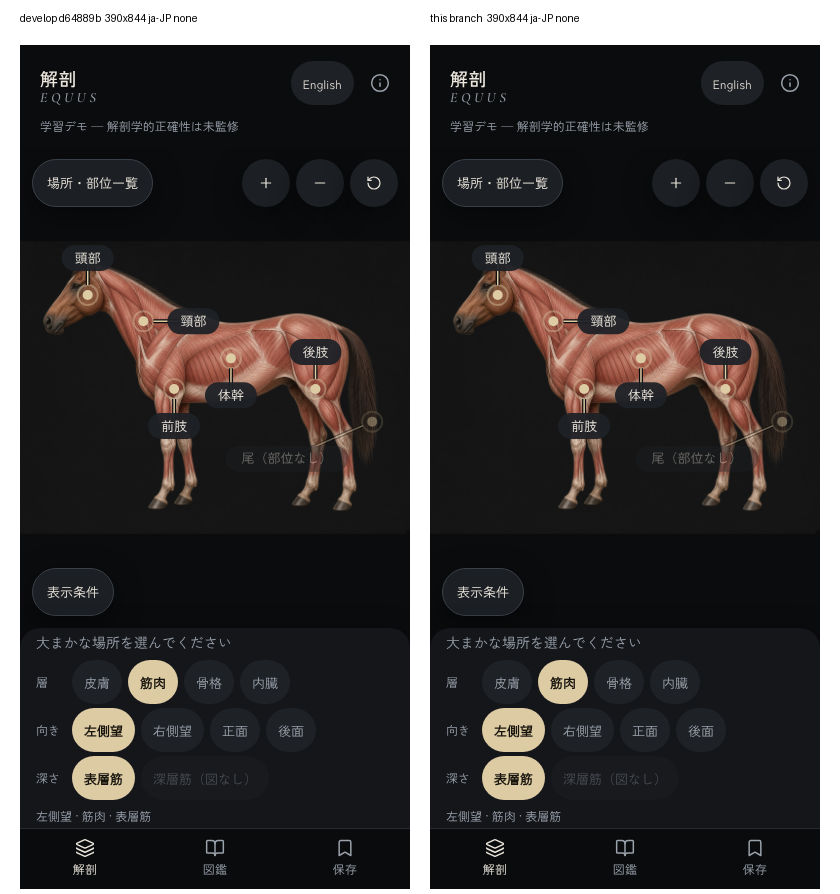 develop d64889b 390x844 ja-JP none
解剖
EQUUS
English
学習デモ — 解剖学的正確性は未監修
場所・部位一覧
頭部
頸部
後肢
体幹
前肢
尾（部位なし）
表示条件
大まかな場所を選んでください
層 皮膚 筋肉 骨格 内臓
向き 左側望 右側望 正面 後面
深さ 表層筋 深層筋（図なし）
左側望 · 筋肉 · 表層筋
解剖 図鑑 保存
this branch 390x844 ja-JP none
解剖
EQUUS
English
学習デモ — 解剖学的正確性は未監修
場所・部位一覧
頭部
頸部
後肢
体幹
前肢
尾（部位なし）
表示条件
大まかな場所を選んでください
層 皮膚 筋肉 骨格 内臓
向き 左側望 右側望 正面 後面
深さ 表層筋 深層筋（図なし）
左側望 · 筋肉 · 表層筋
解剖 図鑑 保存